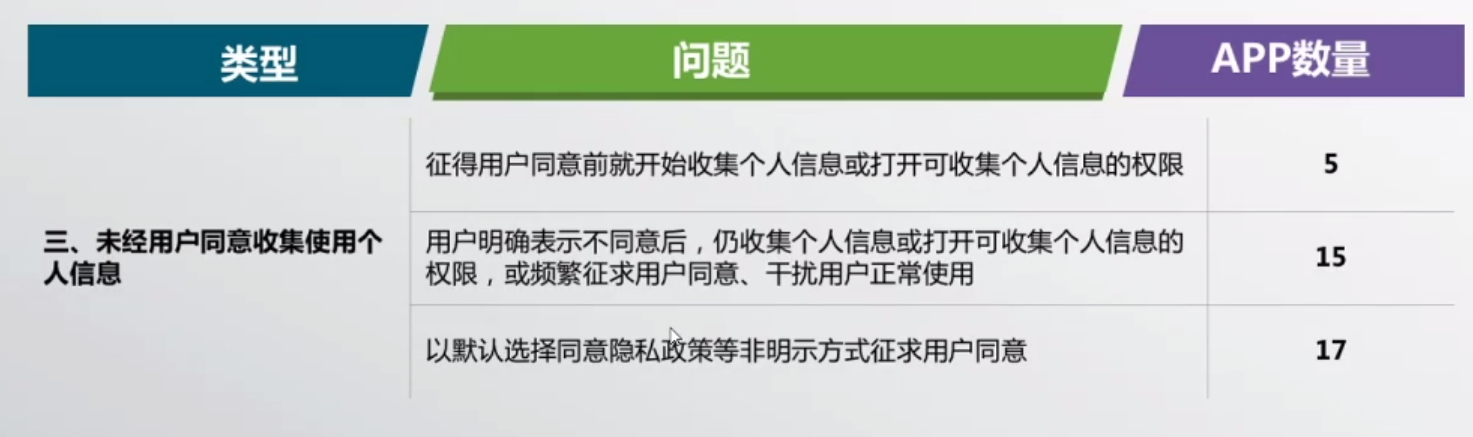 类型
问题
APP数量
三、未经用户同意收集使用个
人信息
征得用户同意前就开始收集个人信息或打开可收集个人信息的权限
5
用户明确表示不同意后，仍收集个人信息或打开可收集个人信息的
权限，或频繁征求用户同意、干扰用户正常使用
15
以默认选择同意隐私政策等非明示方式征求用户同意
17